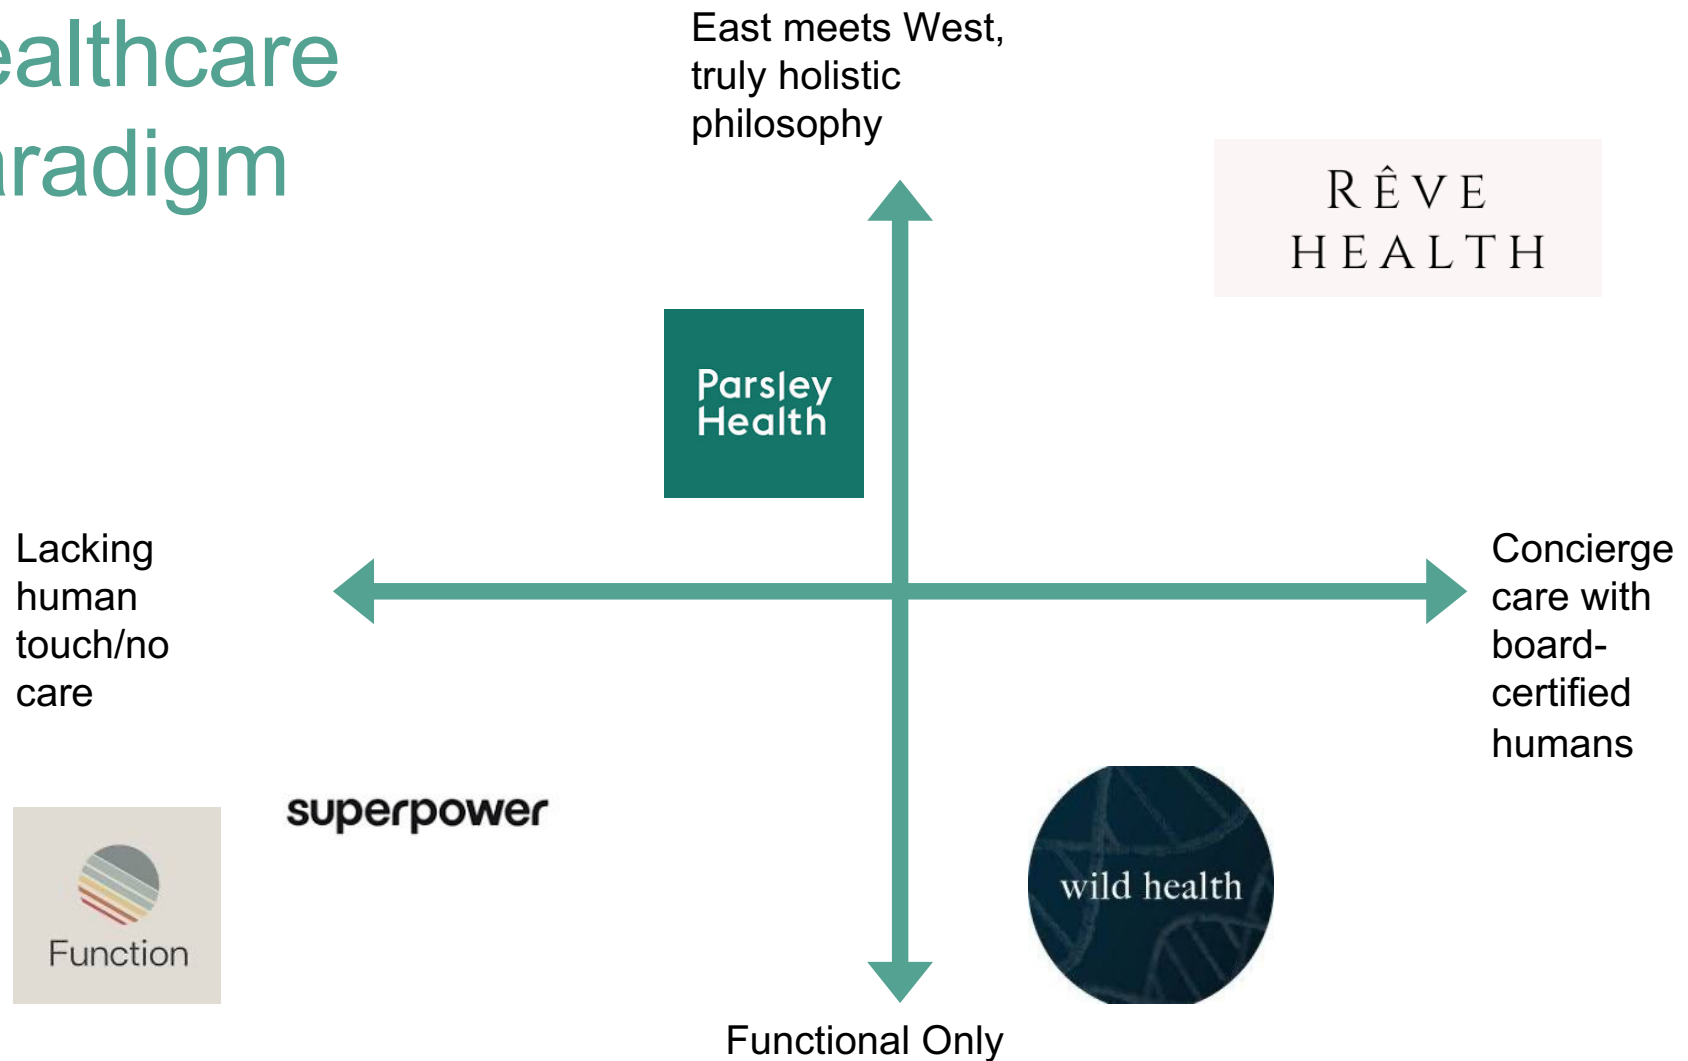 ealthcare
aradigm
East meets West,
truly holistic
philosophy
RÊVE
HEALTH
Parsley
Health
Lacking
human
touch/no
care
Concierge
care with
board-
certified
humans
superpower
Function
wild health
Functional Only